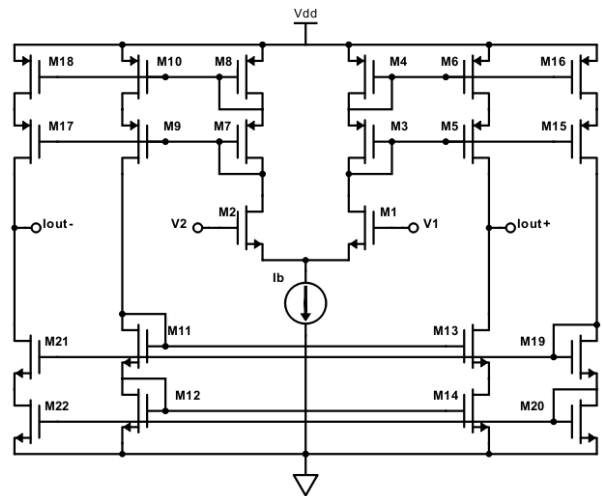 Vdd
M18 M10 M8 M4 M6 M16
M17 M9 M7 M3 M5 M15
M2 M1
Iout- V2 V1 Iout+
Ib
M21 M11 M13 M19
M22 M12 M14 M20